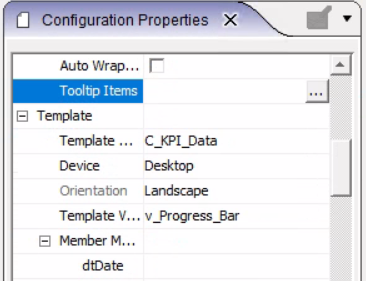 Configuration Properties
Auto Wrap...
Tooltip Items ...
Template
Template ... C_KPI_Data
Device Desktop
Orientation Landscape
Template V... v_Progress_Bar
Member M...
dtDate